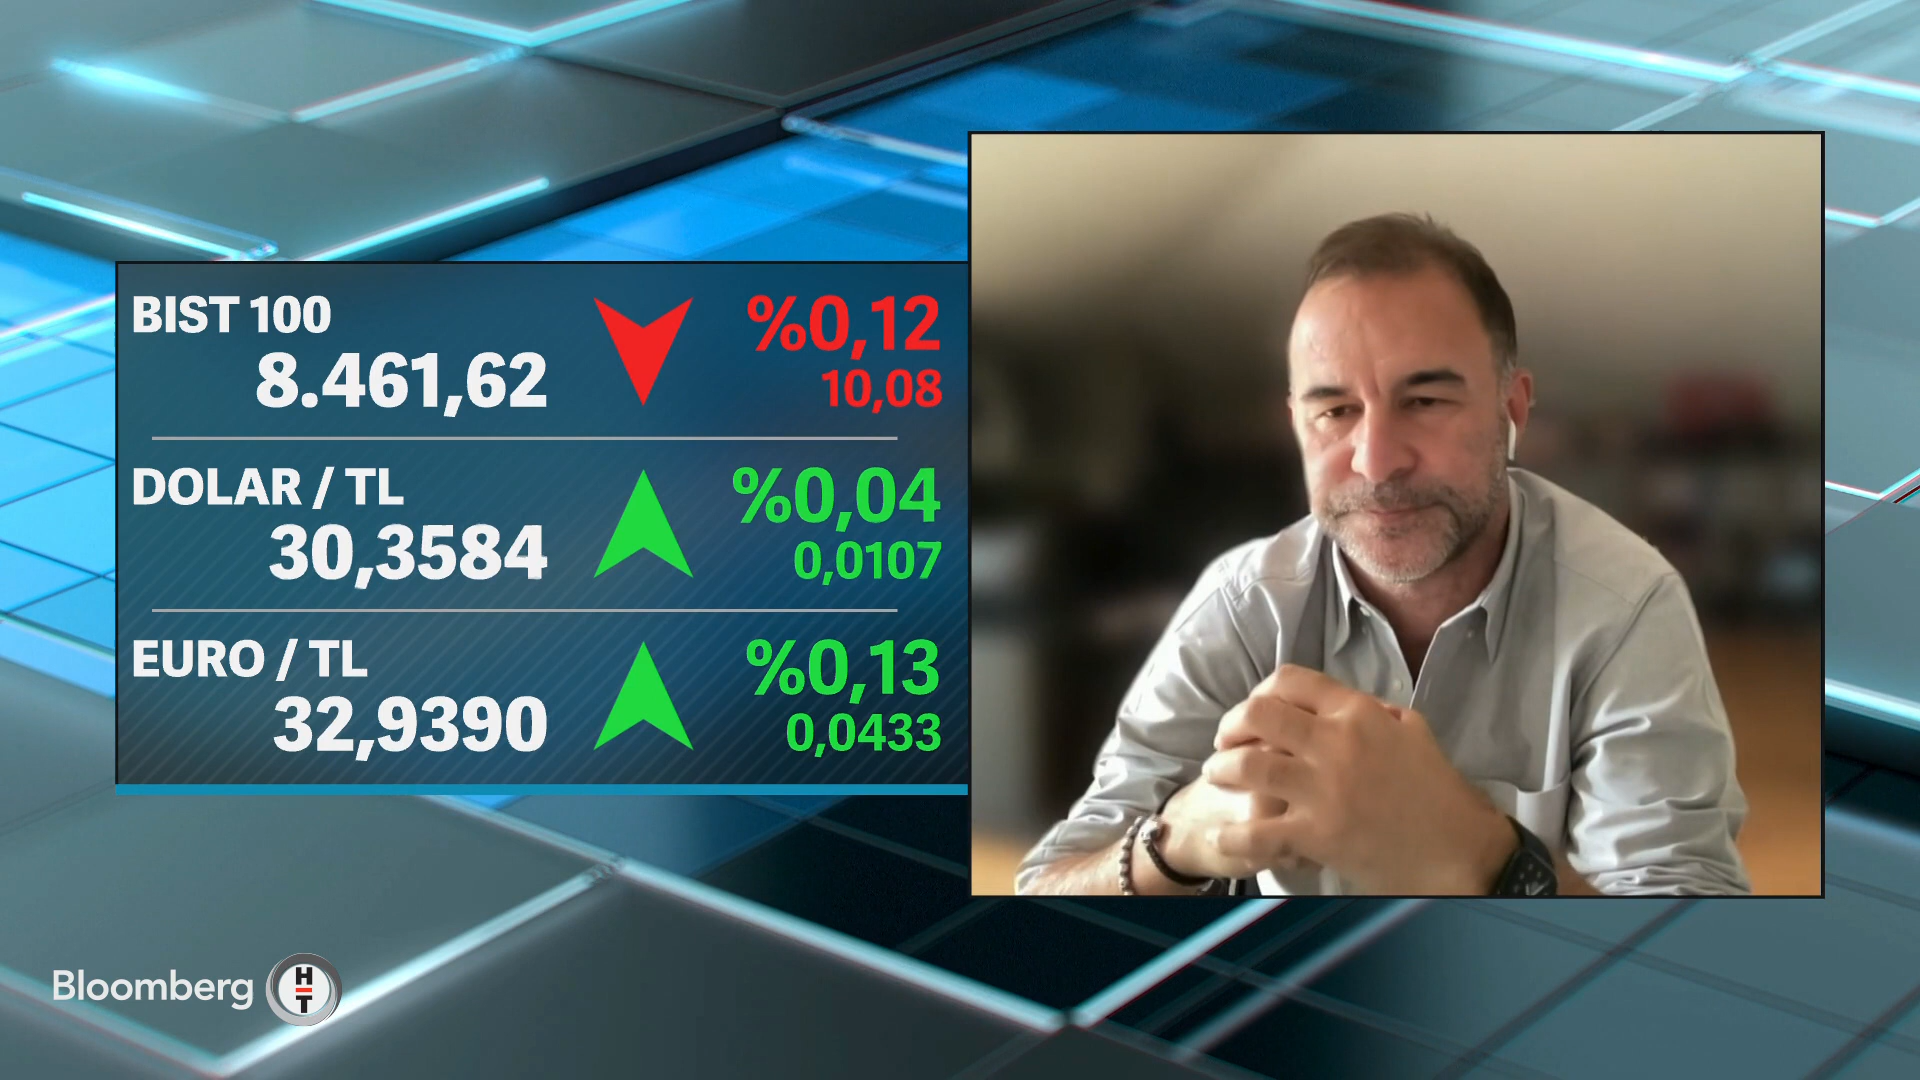 BIST 100
8.461,62
%0,12
10,08
DOLAR / TL
30,3584
%0,04
0,0107
EURO / TL
32,9390
%0,13
0,0433
Bloomberg HT